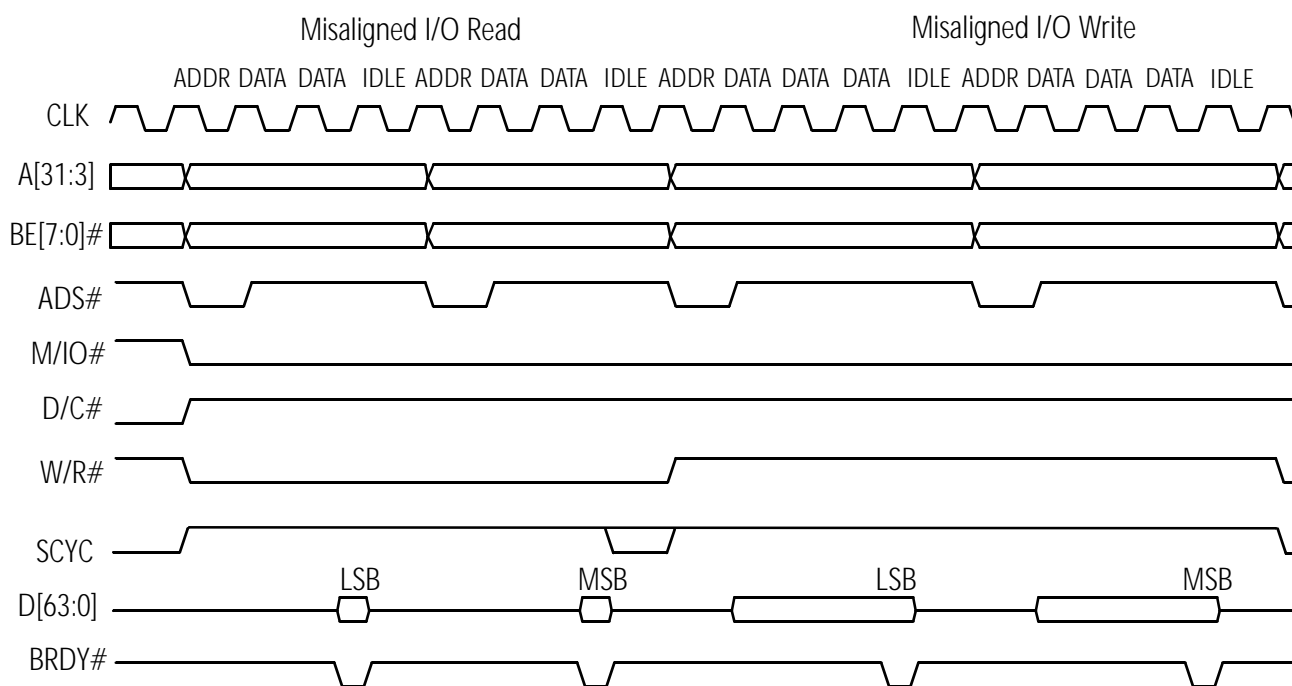 Misaligned I/O Read Misaligned I/O Write
ADDR DATA DATA IDLE ADDR DATA DATA IDLE ADDR DATA DATA DATA IDLE ADDR DATA DATA DATA IDLE
CLK
A[31:3]
BE[7:0]#
ADS#
M/IO#
D/C#
W/R#
SCYC
LSB MSB LSB MSB
D[63:0]
BRDY#